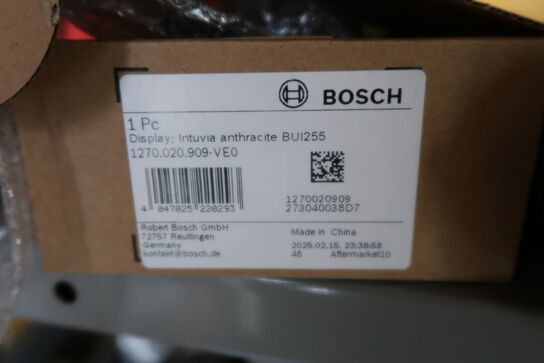 BOSCH
1 Pc
Display; Intuvia anthracite BUI255
1270.020.909-VE0
4 047025 220293
1270020909
273040038D7
Robert Bosch GmbH
72757 Reutlingen
Germany
kontakt@bosch.de
Made in China
2025.02.15. 23:38:58
48 Aftermarket10